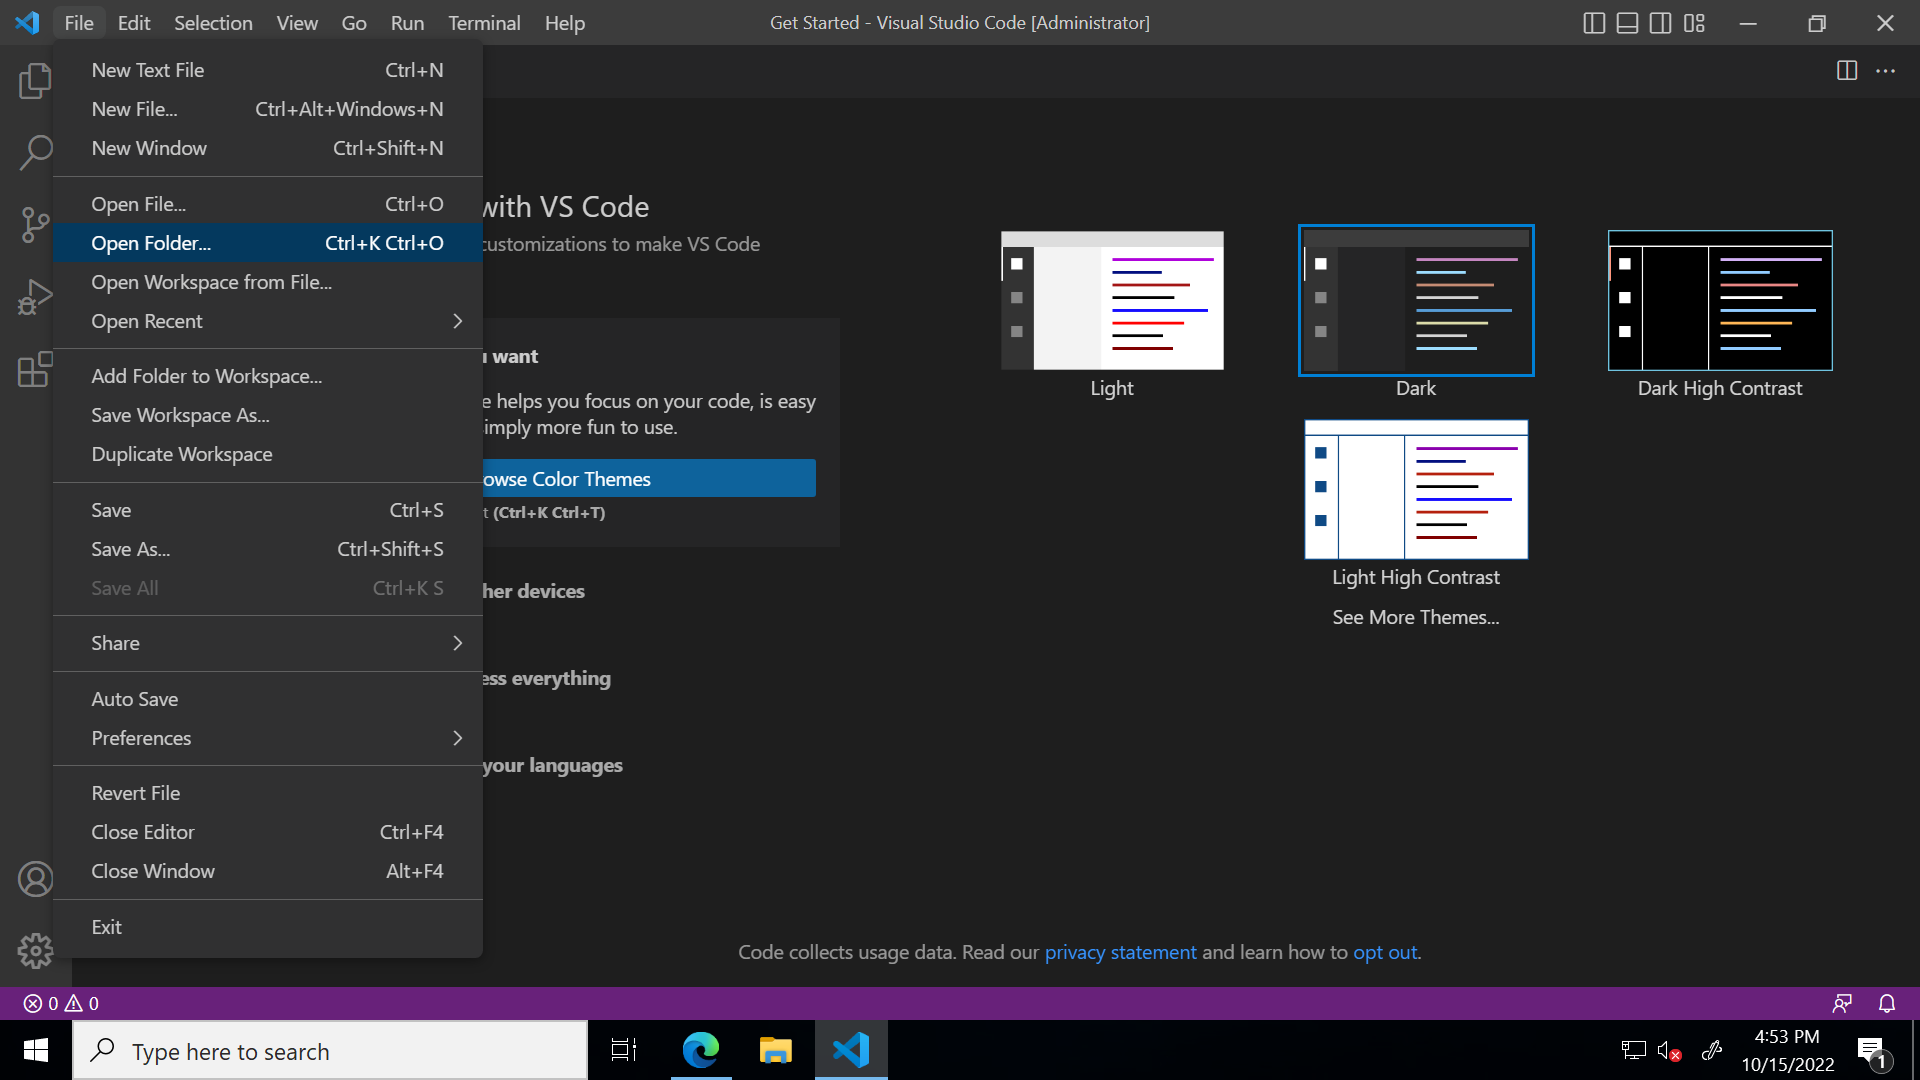 File Edit Selection View Go Run Terminal Help
Get Started - Visual Studio Code [Administrator]
New Text File Ctrl+N
New File... Ctrl+Alt+Windows+N
New Window Ctrl+Shift+N
Open File... Ctrl+O
Open Folder... Ctrl+K Ctrl+O
Open Workspace from File...
Open Recent
Add Folder to Workspace...
Save Workspace As...
Duplicate Workspace
Save Ctrl+S
Save As... Ctrl+Shift+S
Save All Ctrl+K S
Share
Auto Save
Preferences
Revert File
Close Editor Ctrl+F4
Close Window Alt+F4
Exit
with VS Code
customizations to make VS Code
want
helps you focus on your code, is easy
simply more fun to use.
owse Color Themes
(Ctrl+K Ctrl+T)
her devices
ess everything
your languages
Light
Dark
Dark High Contrast
Light High Contrast
See More Themes...
Code collects usage data. Read our privacy statement and learn how to opt out.
0 0
Type here to search
4:53 PM
10/15/2022
1